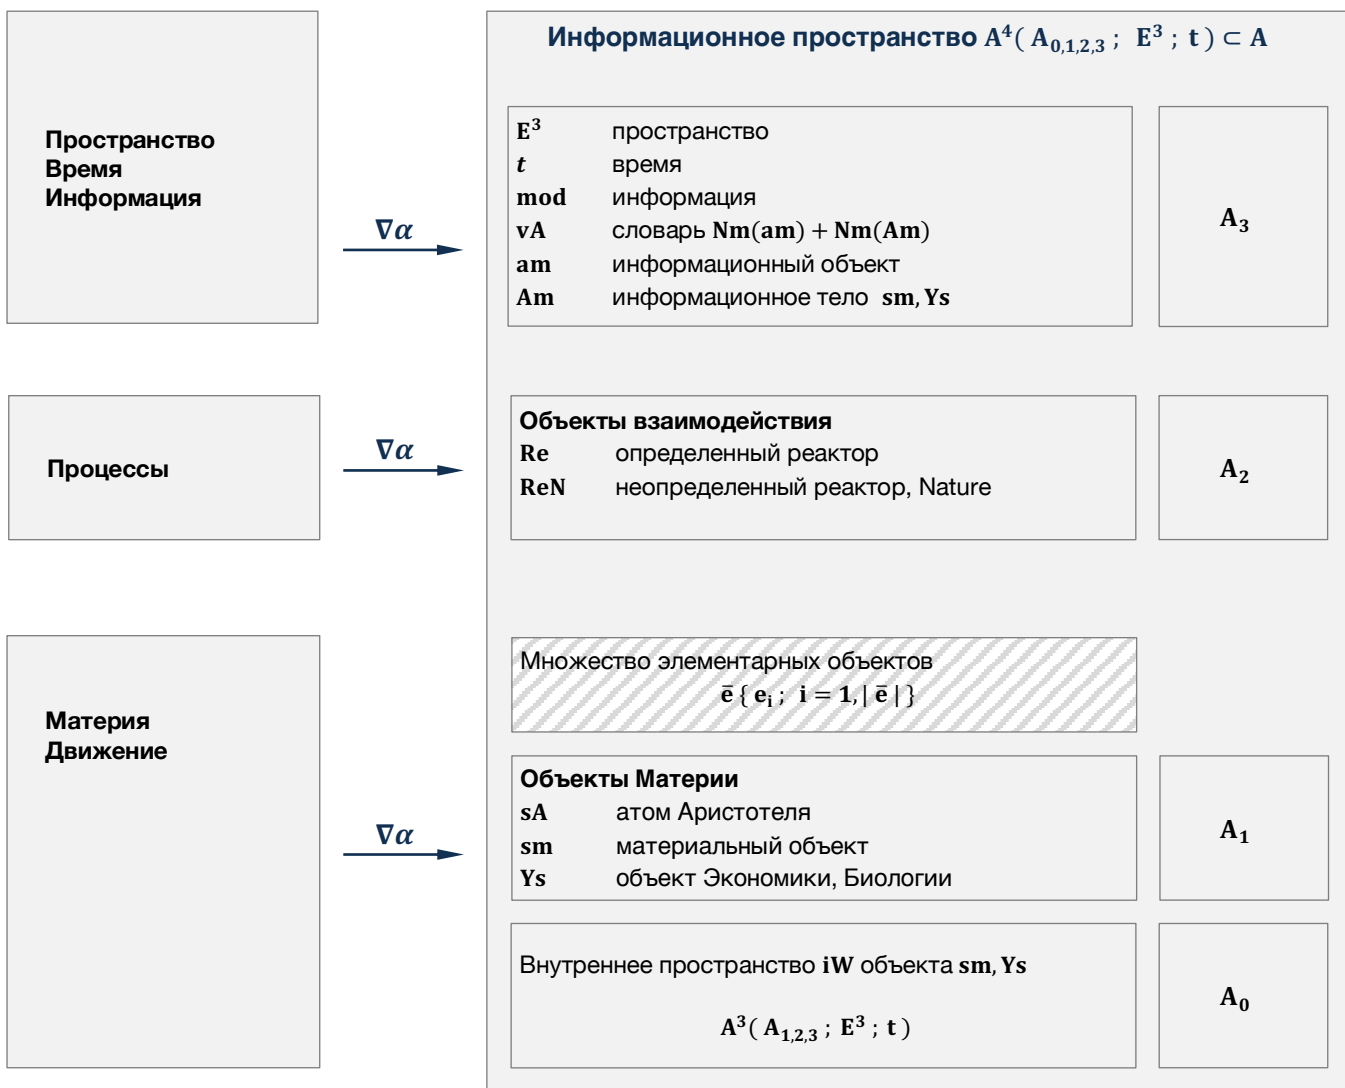 Информационное пространство A⁴( A₀,₁,₂,₃ ; E³ ; t ) ⊂ A
Пространство
Время
Информация
∇α
E³ пространство
t время
mod информация
vA словарь Nm(am) + Nm(Am)
am информационный объект
Am информационное тело sm, Ys
A₃
Процессы
∇α
Объекты взаимодействия
Re определенный реактор
ReN неопределенный реактор, Nature
A₂
Материя
Движение
∇α
Множество элементарных объектов
ē { eᵢ ; i = 1, | ē | }
Объекты Материи
sA атом Аристотеля
sm материальный объект
Ys объект Экономики, Биологии
A₁
Внутреннее пространство iW объекта sm, Ys
A³( A₁,₂,₃ ; E³ ; t )
A₀